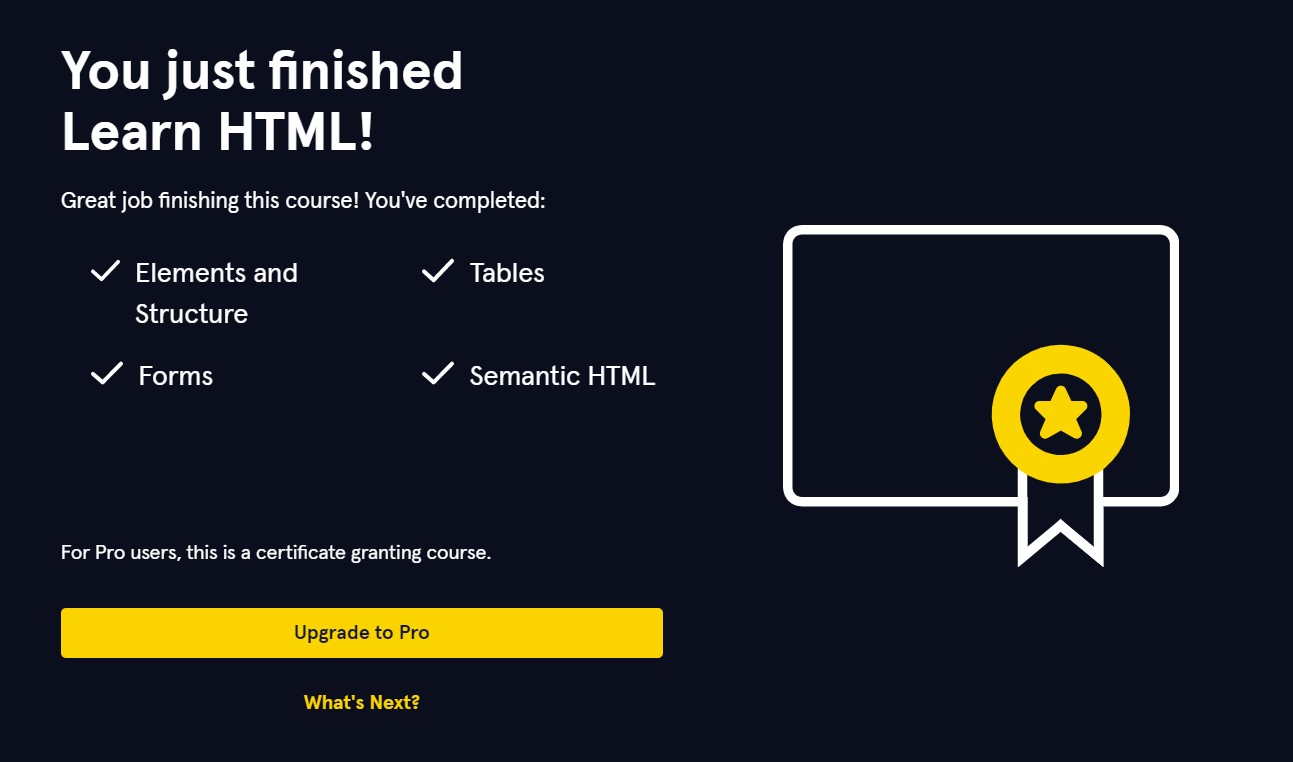 You just finished
Learn HTML!
Great job finishing this course! You've completed:
Elements and
Structure
Tables
Forms
Semantic HTML
For Pro users, this is a certificate granting course.
Upgrade to Pro
What's Next?